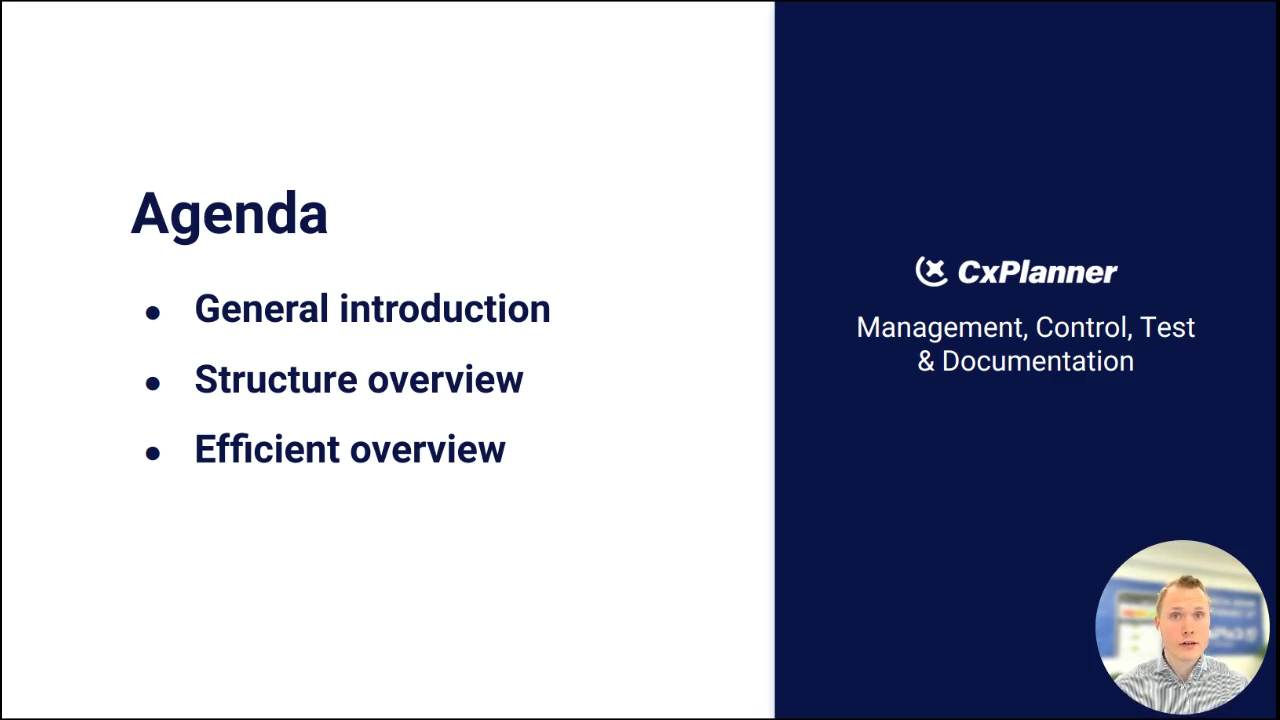 Agenda
● General introduction
● Structure overview
● Efficient overview
CxPlanner
Management, Control, Test
& Documentation